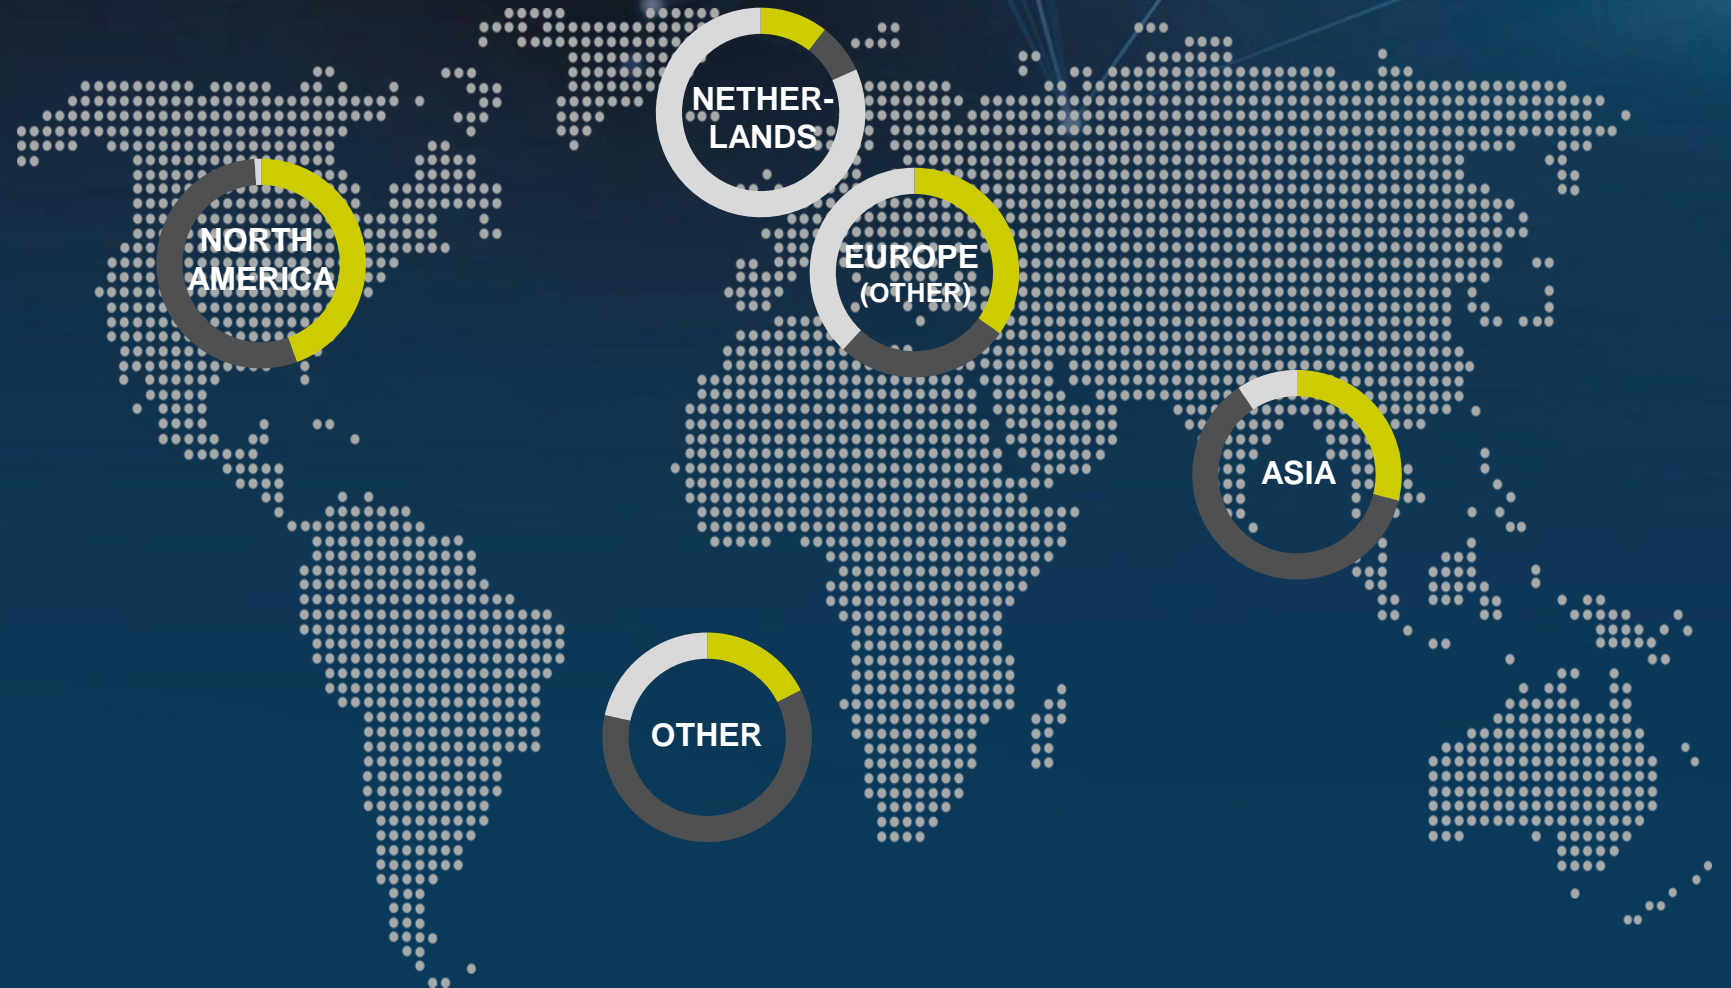 NETHER-
LANDS
NORTH
AMERICA
EUROPE
(OTHER)
ASIA
OTHER